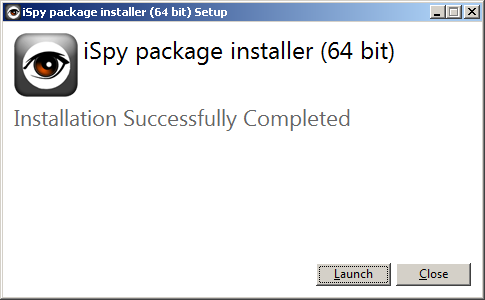 iSpy package installer (64 bit) Setup
iSpy package installer (64 bit)
Installation Successfully Completed
Launch Close